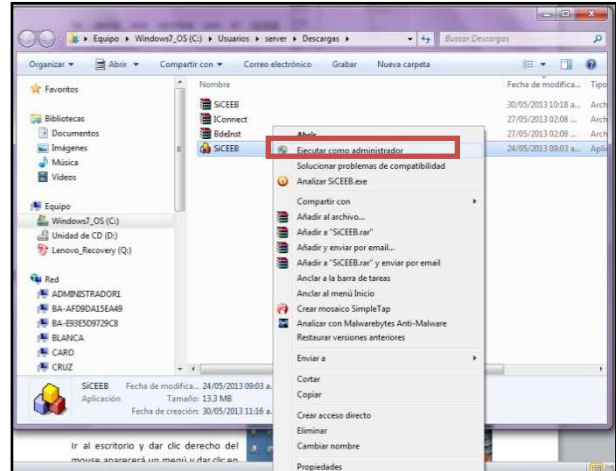 Equipo ▸ Windows7_OS (C:) ▸ Usuarios ▸ server ▸ Descargas ▸
Buscar Descargas
Organizar Abrir Compartir con Correo electrónico Grabar Nueva carpeta
Favoritos
Bibliotecas
Documentos
Imágenes
Música
Vídeos
Equipo
Windows7_OS (C:)
Unidad de CD (D:)
Lenovo_Recovery (Q:)
Red
ADMINISTRADOR1
BA-AFD9DA15EA49
BA-E93E5D9729C8
BLANCA
CARO
CRUZ
Nombre Fecha de modifica... Tipo
SiCEEB 30/05/2013 10:18 a... Arch
IConnect 27/05/2013 02:08 ... Arch
BdeInst 27/05/2013 02:08 ... Arch
SiCEEB 24/05/2013 09:03 a... Aplic
Abrir
Ejecutar como administrador
Solucionar problemas de compatibilidad
Analizar SiCEEB.exe
Compartir con
Añadir al archivo...
Añadir a "SiCEEB.rar"
Añadir y enviar por email...
Añadir a "SiCEEB.rar" y enviar por email
Anclar a la barra de tareas
Anclar al menú Inicio
Crear mosaico SimpleTap
Analizar con Malwarebytes Anti-Malware
Restaurar versiones anteriores
Enviar a
Cortar
Copiar
Crear acceso directo
Eliminar
Cambiar nombre
Propiedades
SiCEEB Fecha de modifica... 24/05/2013 09:03 a.
Aplicación Tamaño: 13.3 MB
Fecha de creación: 30/05/2013 11:16 a.
Ir al escritorio y dar clic derecho del
mouse aparecerá un menú y dar clic en